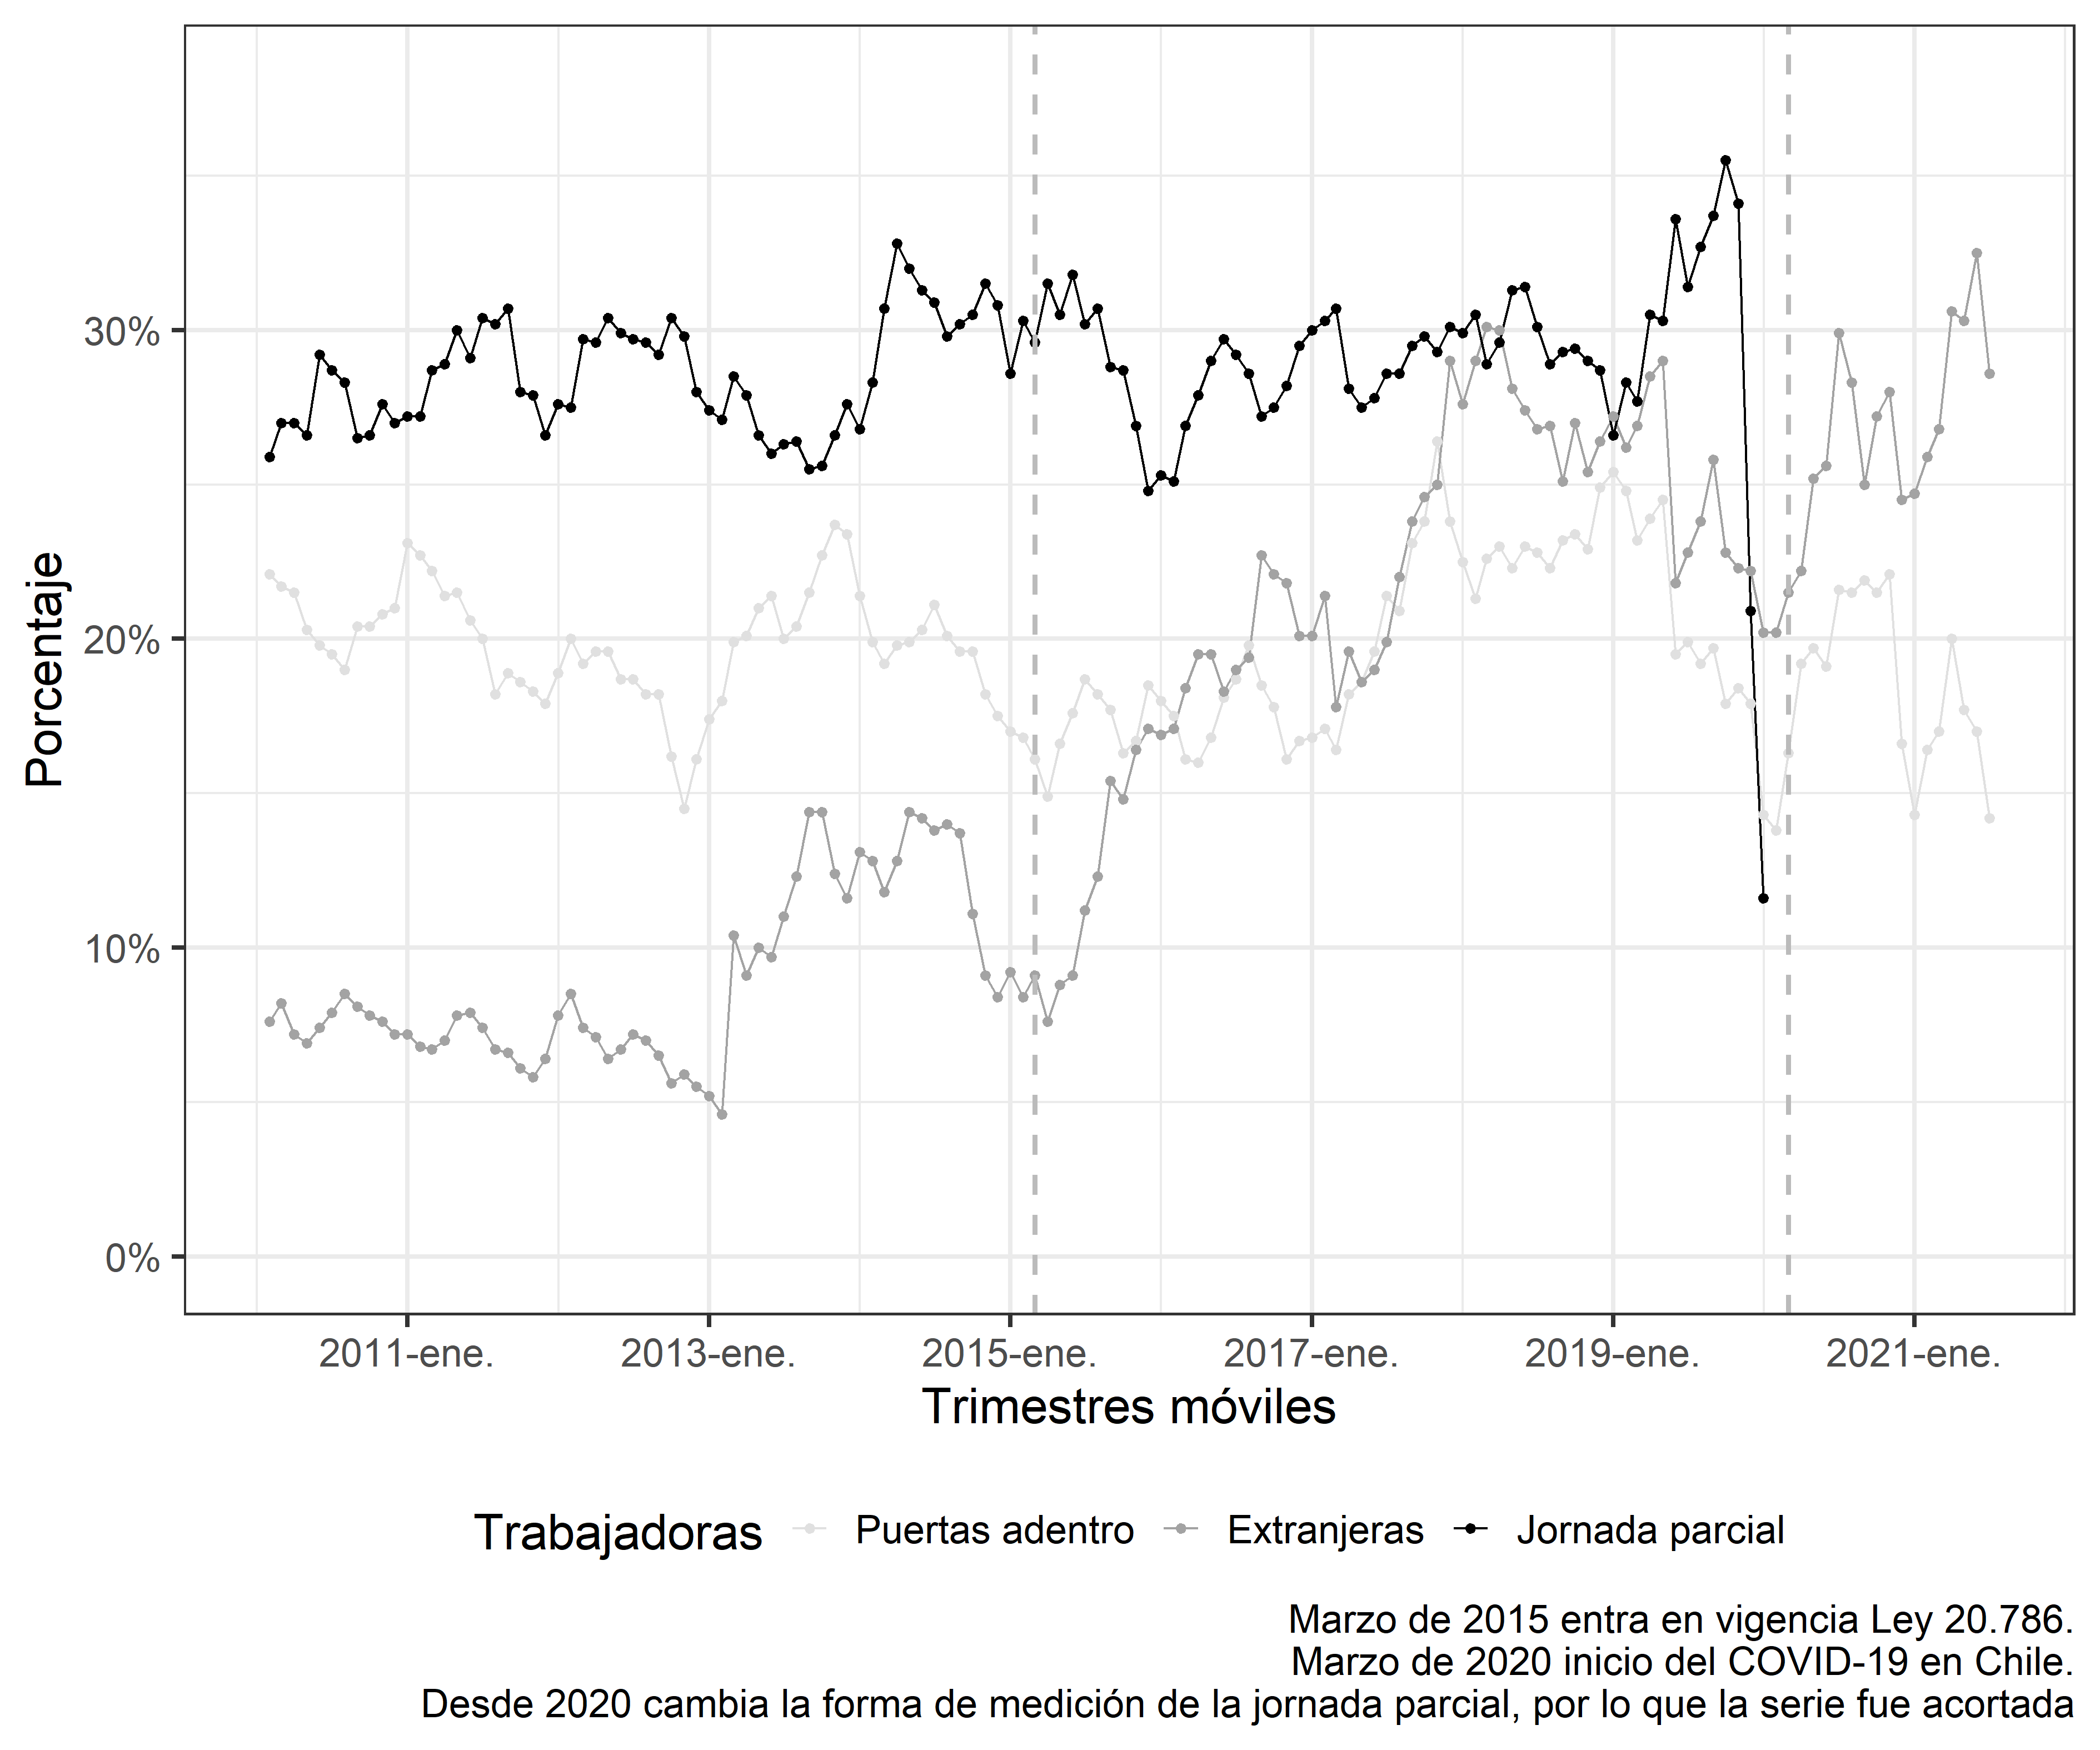 Porcentaje
30%
20%
10%
0%
2011-ene.
2013-ene.
2015-ene.
2017-ene.
2019-ene.
2021-ene.
Trimestres móviles
Trabajadoras
Puertas adentro
Extranjeras
Jornada parcial
Marzo de 2015 entra en vigencia Ley 20.786.
Marzo de 2020 inicio del COVID-19 en Chile.
Desde 2020 cambia la forma de medición de la jornada parcial, por lo que la serie fue acortada